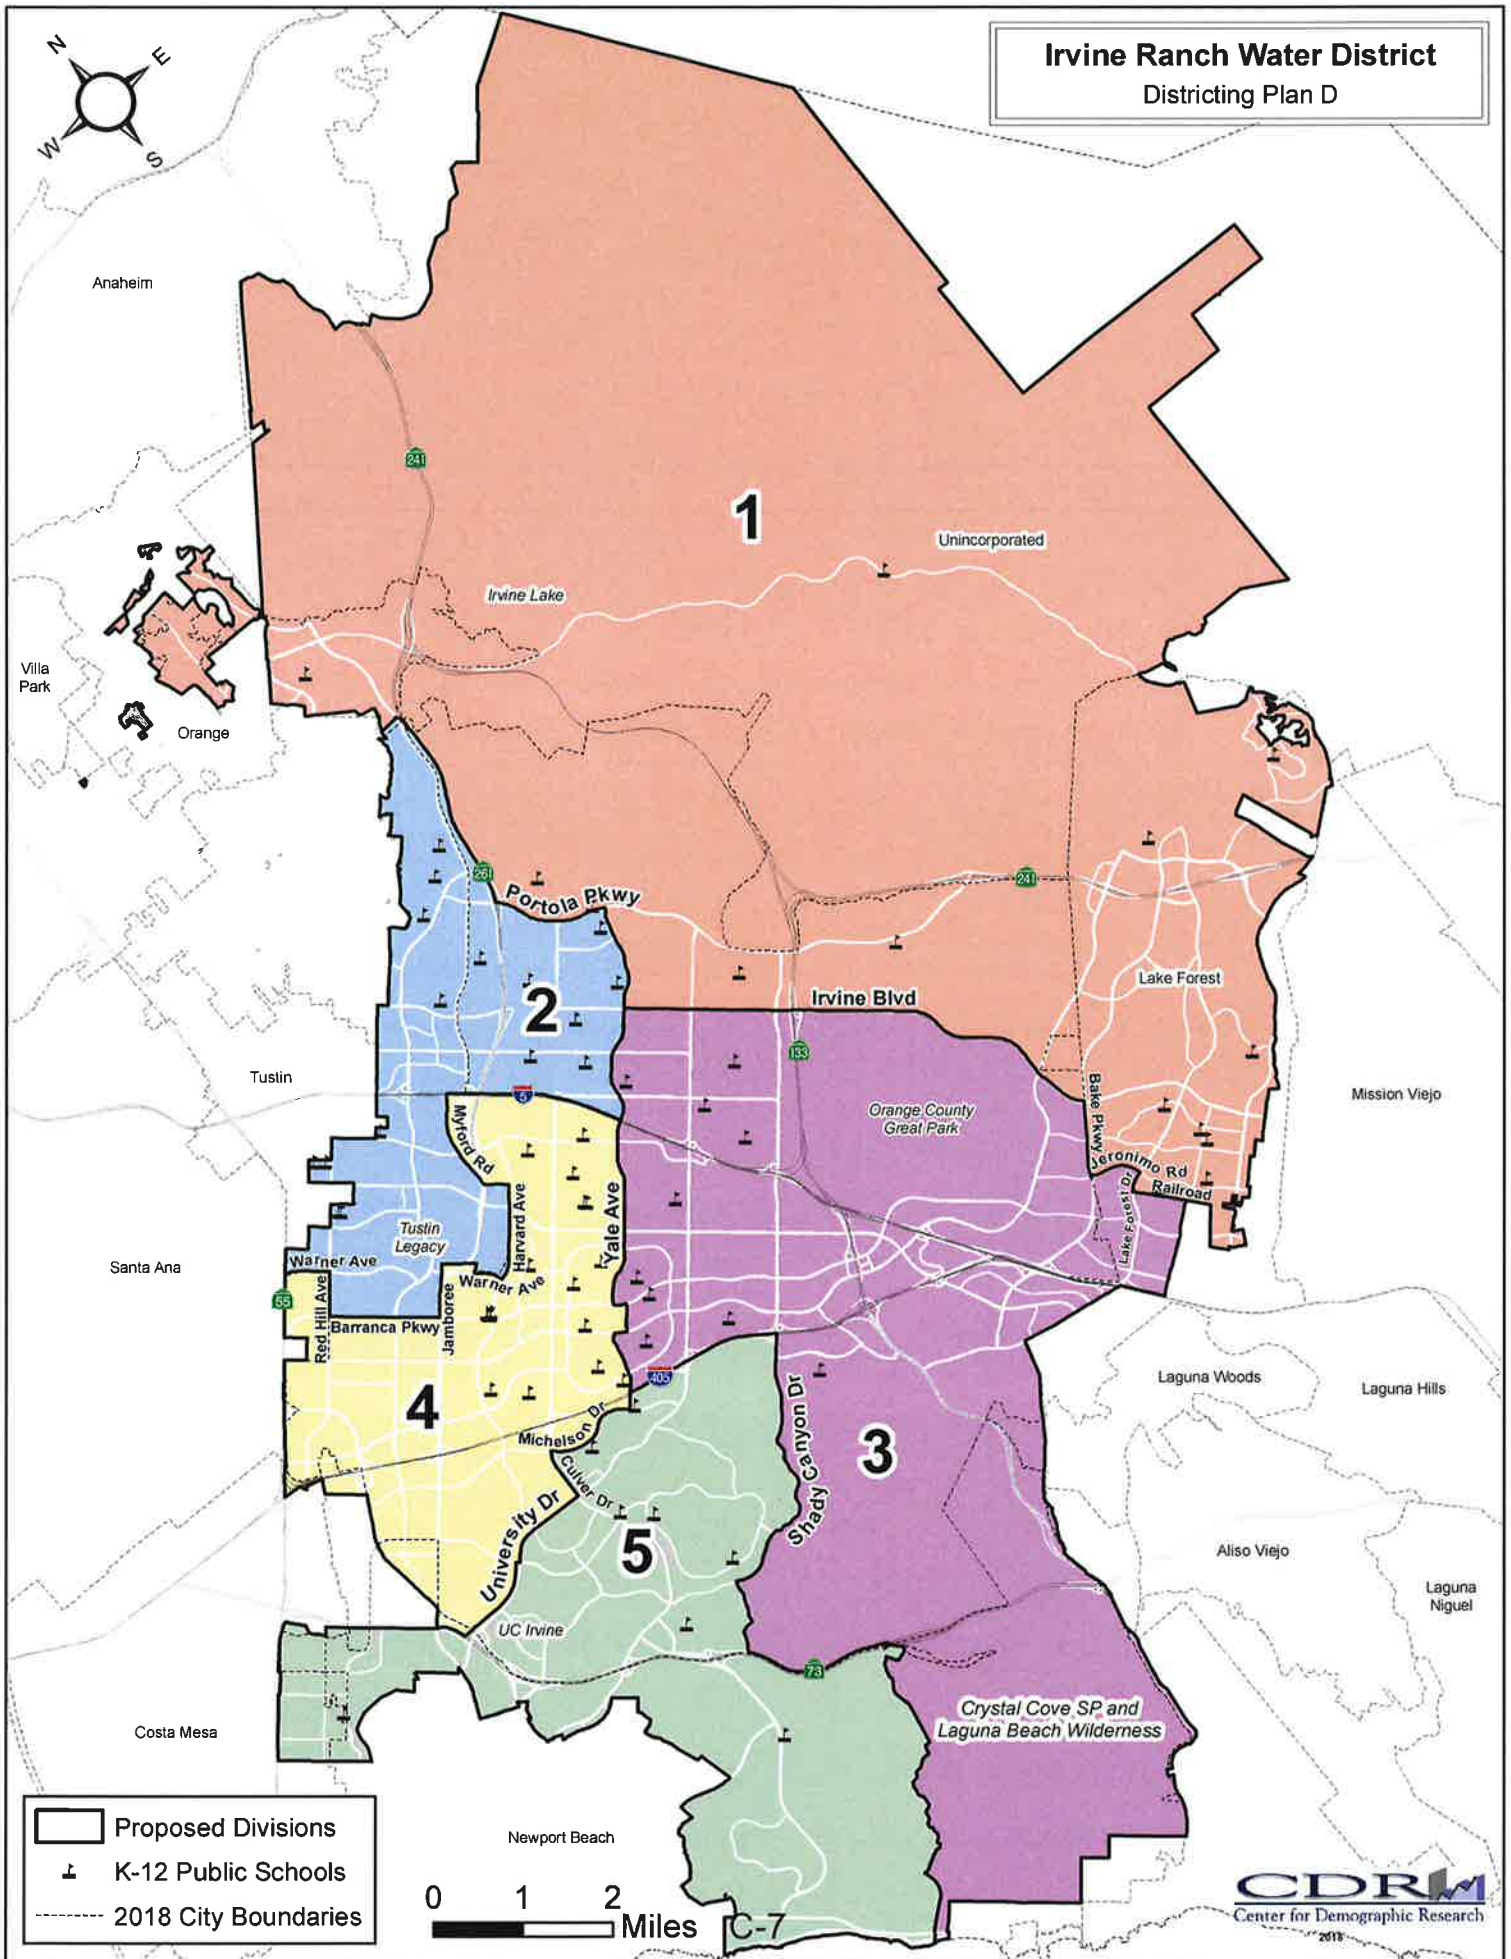 Irvine Ranch Water District
Districting Plan D
N
E
W
S
Anaheim
241
1
Unincorporated
Irvine Lake
Villa
Park
Orange
261
Portola Pkwy
241
Lake Forest
2
Irvine Blvd
133
Tustin
5
Myford Rd
Orange County
Great Park
Bake Pkwy
Mission Viejo
Jeronimo Rd
Railroad
Lake Forest Dr
Harvard Ave
Yale Ave
Tustin
Legacy
Santa Ana
Warner Ave
Warner Ave
55
Red Hill Ave
Barranca Pkwy
Jamboree
405
Laguna Woods
Laguna Hills
4
Michelson Dr
Shady Canyon Dr
3
Culver Dr
University Dr
5
Aliso Viejo
Laguna
Niguel
UC Irvine
73
Crystal Cove SP and
Laguna Beach Wilderness
Costa Mesa
Newport Beach
Proposed Divisions
K-12 Public Schools
2018 City Boundaries
0 1 2
Miles
C-7
CDR
Center for Demographic Research
2018